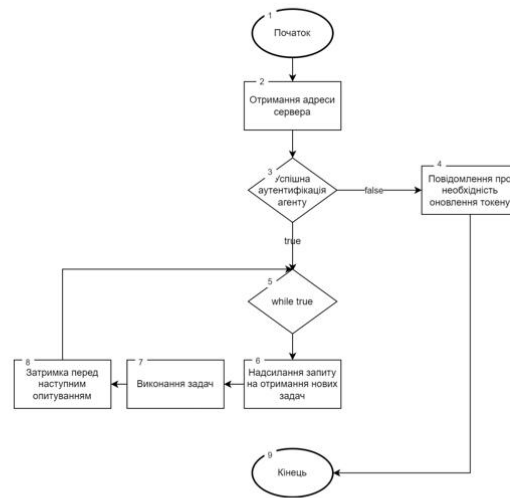 1
Початок
2
Отримання адреси
сервера
3
Успішна
аутентифікація
агенту
false
4
Повідомлення про
необхідність
оновлення токену
true
5
while true
6
Надсилання запиту
на отримання нових
задач
7
Виконання задач
8
Затримка перед
наступним
опитуванням
9
Кінець